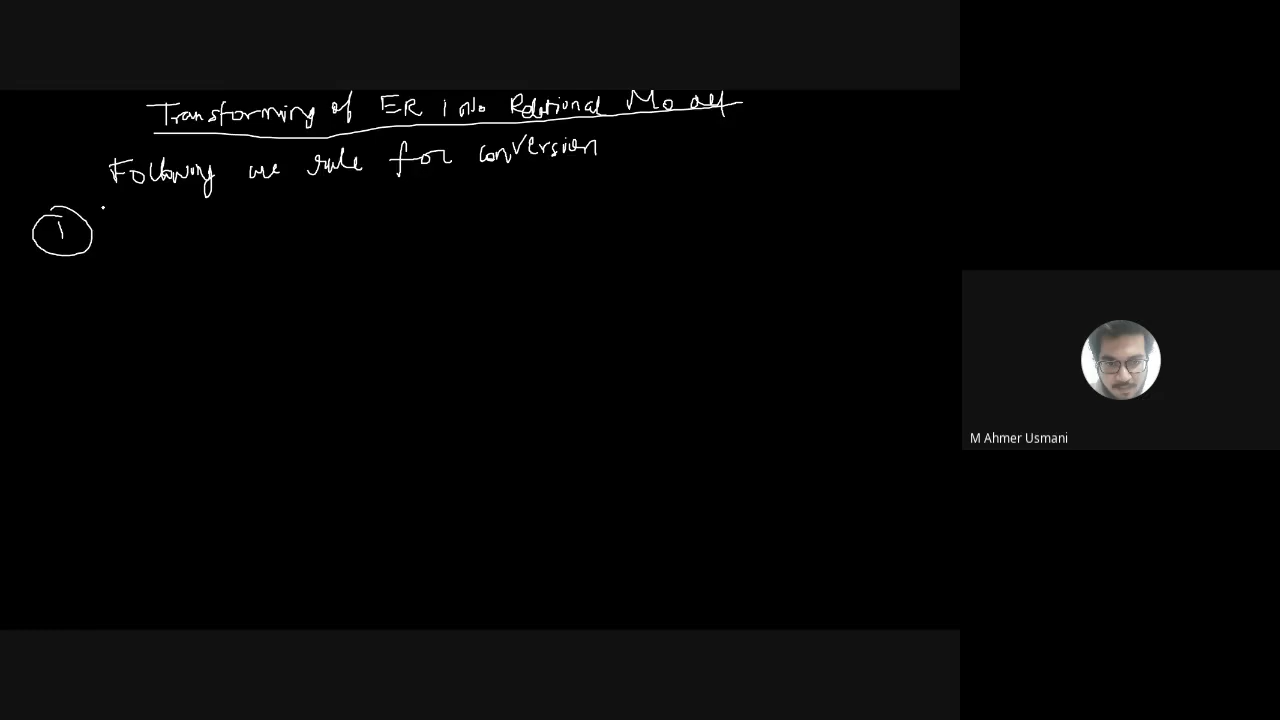 Transforming of ER into Relational Model
Following are rule for conversion
1
M Ahmer Usmani